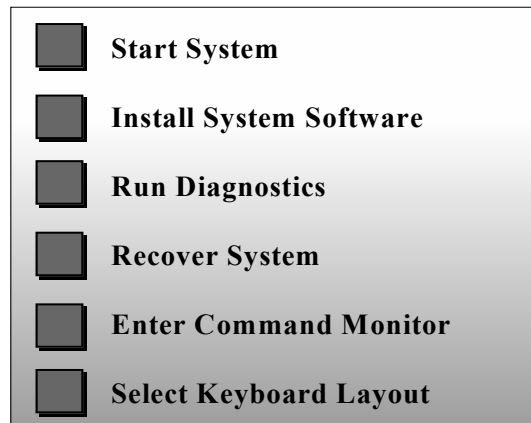 Start System
Install System Software
Run Diagnostics
Recover System
Enter Command Monitor
Select Keyboard Layout